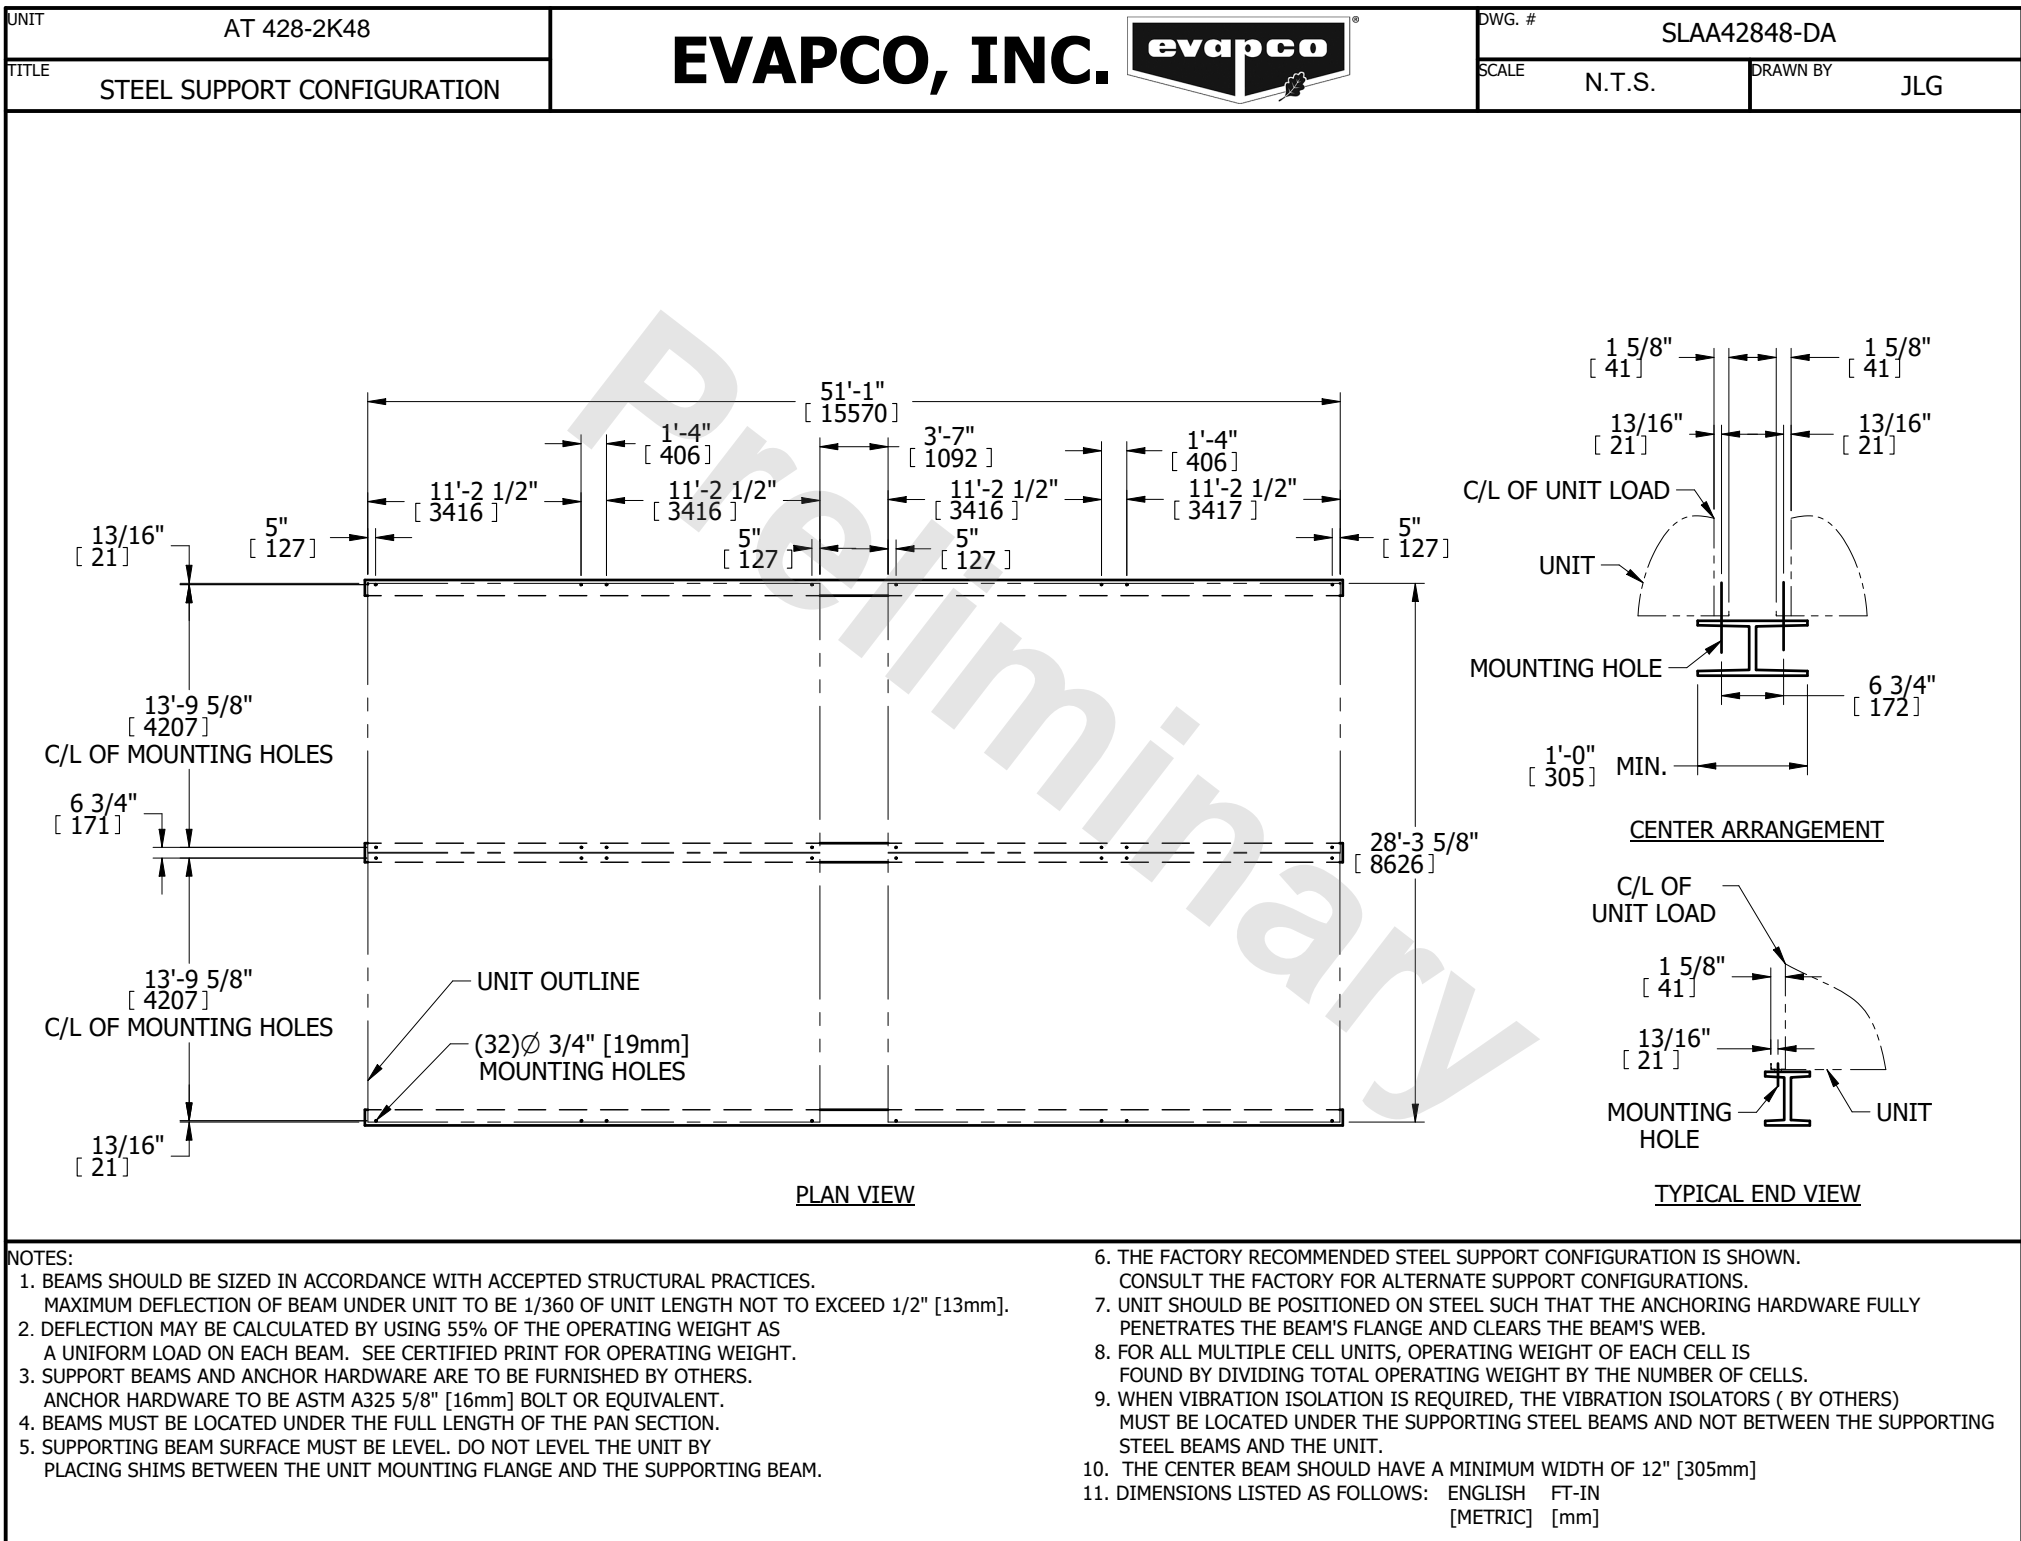 UNIT
AT 428-2K48
TITLE
STEEL SUPPORT CONFIGURATION
EVAPCO, INC.
evapco
®
DWG. #
SLAA42848-DA
SCALE
N.T.S.
DRAWN BY
JLG
Preliminary
51'-1"
[ 15570 ]
1'-4"
[ 406 ]
3'-7"
[ 1092 ]
1'-4"
[ 406 ]
11'-2 1/2"
[ 3416 ]
11'-2 1/2"
[ 3416 ]
11'-2 1/2"
[ 3416 ]
11'-2 1/2"
[ 3417 ]
13/16"
[ 21 ]
5"
[ 127 ]
5"
[ 127 ]
5"
[ 127 ]
5"
[ 127 ]
13'-9 5/8"
[ 4207 ]
C/L OF MOUNTING HOLES
6 3/4"
[ 171 ]
28'-3 5/8"
[ 8626 ]
13'-9 5/8"
[ 4207 ]
C/L OF MOUNTING HOLES
UNIT OUTLINE
(32)Ø 3/4" [19mm]
MOUNTING HOLES
13/16"
[ 21 ]
PLAN VIEW
1 5/8"
[ 41 ]
1 5/8"
[ 41 ]
13/16"
[ 21 ]
13/16"
[ 21 ]
C/L OF UNIT LOAD
UNIT
MOUNTING HOLE
6 3/4"
[ 172 ]
1'-0"
[ 305 ]
MIN.
CENTER ARRANGEMENT
C/L OF
UNIT LOAD
1 5/8"
[ 41 ]
13/16"
[ 21 ]
MOUNTING
HOLE
UNIT
TYPICAL END VIEW
NOTES:
1. BEAMS SHOULD BE SIZED IN ACCORDANCE WITH ACCEPTED STRUCTURAL PRACTICES.
MAXIMUM DEFLECTION OF BEAM UNDER UNIT TO BE 1/360 OF UNIT LENGTH NOT TO EXCEED 1/2" [13mm].
2. DEFLECTION MAY BE CALCULATED BY USING 55% OF THE OPERATING WEIGHT AS
A UNIFORM LOAD ON EACH BEAM. SEE CERTIFIED PRINT FOR OPERATING WEIGHT.
3. SUPPORT BEAMS AND ANCHOR HARDWARE ARE TO BE FURNISHED BY OTHERS.
ANCHOR HARDWARE TO BE ASTM A325 5/8" [16mm] BOLT OR EQUIVALENT.
4. BEAMS MUST BE LOCATED UNDER THE FULL LENGTH OF THE PAN SECTION.
5. SUPPORTING BEAM SURFACE MUST BE LEVEL. DO NOT LEVEL THE UNIT BY
PLACING SHIMS BETWEEN THE UNIT MOUNTING FLANGE AND THE SUPPORTING BEAM.
6. THE FACTORY RECOMMENDED STEEL SUPPORT CONFIGURATION IS SHOWN.
CONSULT THE FACTORY FOR ALTERNATE SUPPORT CONFIGURATIONS.
7. UNIT SHOULD BE POSITIONED ON STEEL SUCH THAT THE ANCHORING HARDWARE FULLY
PENETRATES THE BEAM'S FLANGE AND CLEARS THE BEAM'S WEB.
8. FOR ALL MULTIPLE CELL UNITS, OPERATING WEIGHT OF EACH CELL IS
FOUND BY DIVIDING TOTAL OPERATING WEIGHT BY THE NUMBER OF CELLS.
9. WHEN VIBRATION ISOLATION IS REQUIRED, THE VIBRATION ISOLATORS ( BY OTHERS)
MUST BE LOCATED UNDER THE SUPPORTING STEEL BEAMS AND NOT BETWEEN THE SUPPORTING
STEEL BEAMS AND THE UNIT.
10. THE CENTER BEAM SHOULD HAVE A MINIMUM WIDTH OF 12" [305mm]
11. DIMENSIONS LISTED AS FOLLOWS: ENGLISH FT-IN
[METRIC] [mm]